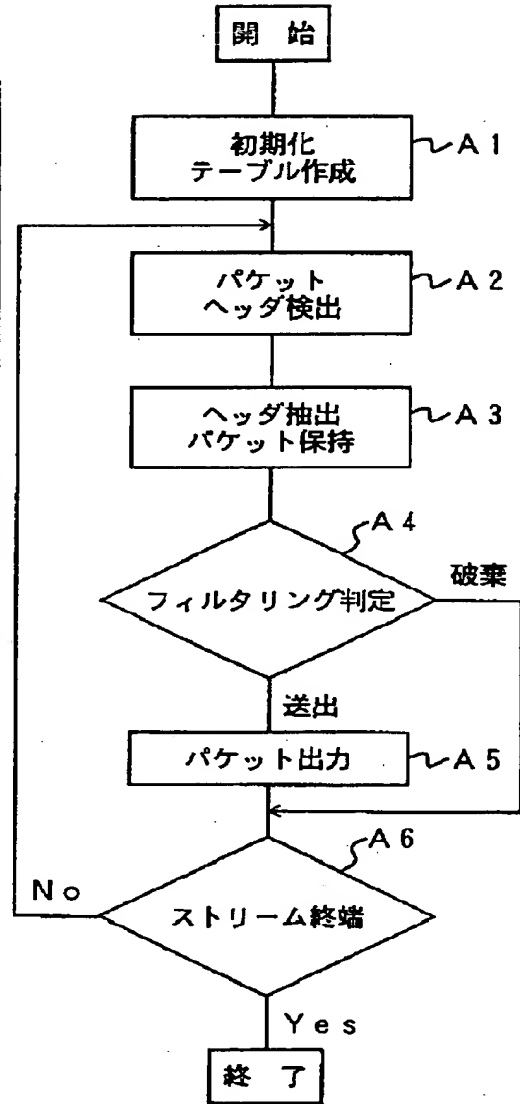 開 始
初期化
テーブル作成
A1
パケット
ヘッダ検出
A2
ヘッダ抽出
パケット保持
A3
A4
フィルタリング判定
破棄
送出
パケット出力
A5
A6
No
ストリーム終端
Yes
終 了